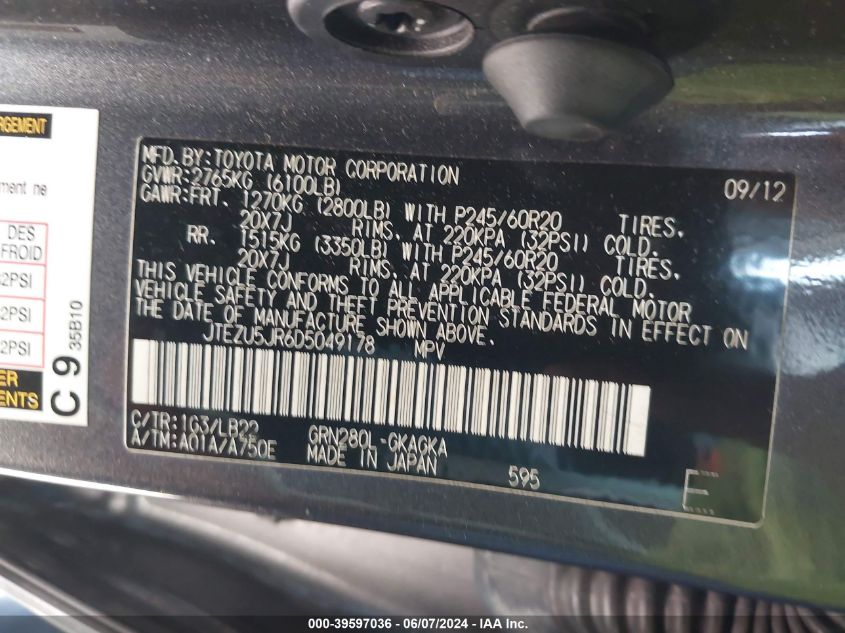 RGEMENT
ment ne
DES
FROID
2PSI
2PSI
2PSI
ER
ENTS
C 9 35B10
MFD.BY:TOYOTA MOTOR CORPORATION 09/12
GVWR:2765KG (6100LB)
GAWR:FRT. 1270KG (2800LB) WITH P245/60R20 TIRES,
20X7J RIMS, AT 220KPA (32PSI) COLD.
RR. 1515KG (3350LB) WITH P245/60R20 TIRES,
20X7J RIMS, AT 220KPA (32PSI) COLD.
THIS VEHICLE CONFORMS TO ALL APPLICABLE FEDERAL MOTOR
VEHICLE SAFETY AND THEFT PREVENTION STANDARDS IN EFFECT ON
THE DATE OF MANUFACTURE SHOWN ABOVE.
JTEZU5JR6D5049178 MPV
C/TR:1G3/LB22 GRN280L-GKAGKA
A/TM:A01A/A750E MADE IN JAPAN 595 E
000-39597036 — 06/07/2024 — IAA Inc.